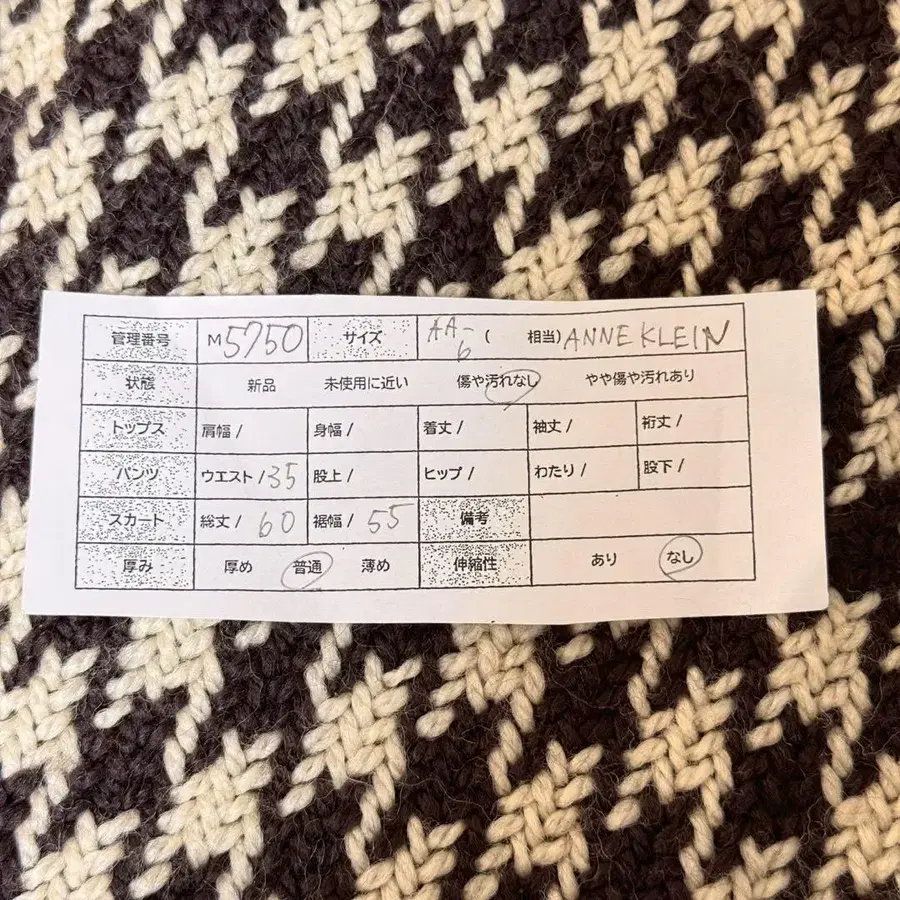 管理番号 M5750 サイズ AA-6 ( 相当) ANNE KLEIN
状態 新品 未使用に近い 傷や汚れなし やや傷や汚れあり
トップス 肩幅 / 身幅 / 着丈 / 袖丈 / 裄丈 /
パンツ ウエスト / 35 股上 / ヒップ / わたり / 股下 /
スカート 総丈 / 60 裾幅 / 55 備考
厚み 厚め 普通 薄め 伸縮性 あり なし